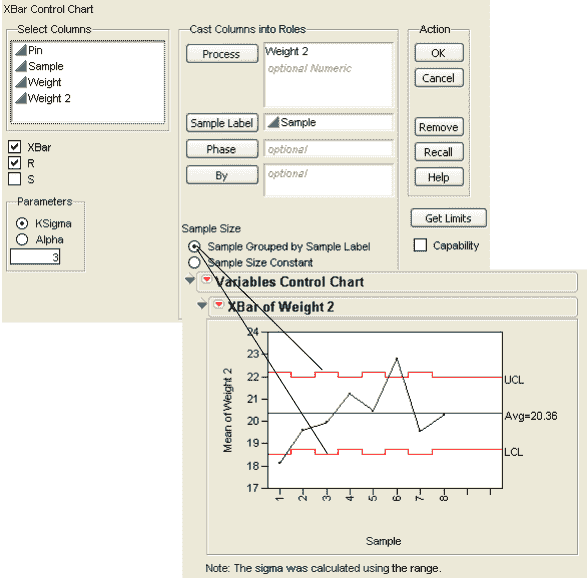 XBar Control Chart
Select Columns
Pin
Sample
Weight
Weight 2
XBar
R
S
Parameters
KSigma
Alpha
3
Cast Columns into Roles
Process
Weight 2
optional Numeric
Sample Label
Sample
Phase
optional
By
optional
Sample Size
Sample Grouped by Sample Label
Sample Size Constant
Action
OK
Cancel
Remove
Recall
Help
Get Limits
Capability
Variables Control Chart
XBar of Weight 2
Mean of Weight 2
24
23
22
21
20
19
18
17
UCL
Avg=20.36
LCL
1 2 3 4 5 6 7 8
Sample
Note: The sigma was calculated using the range.